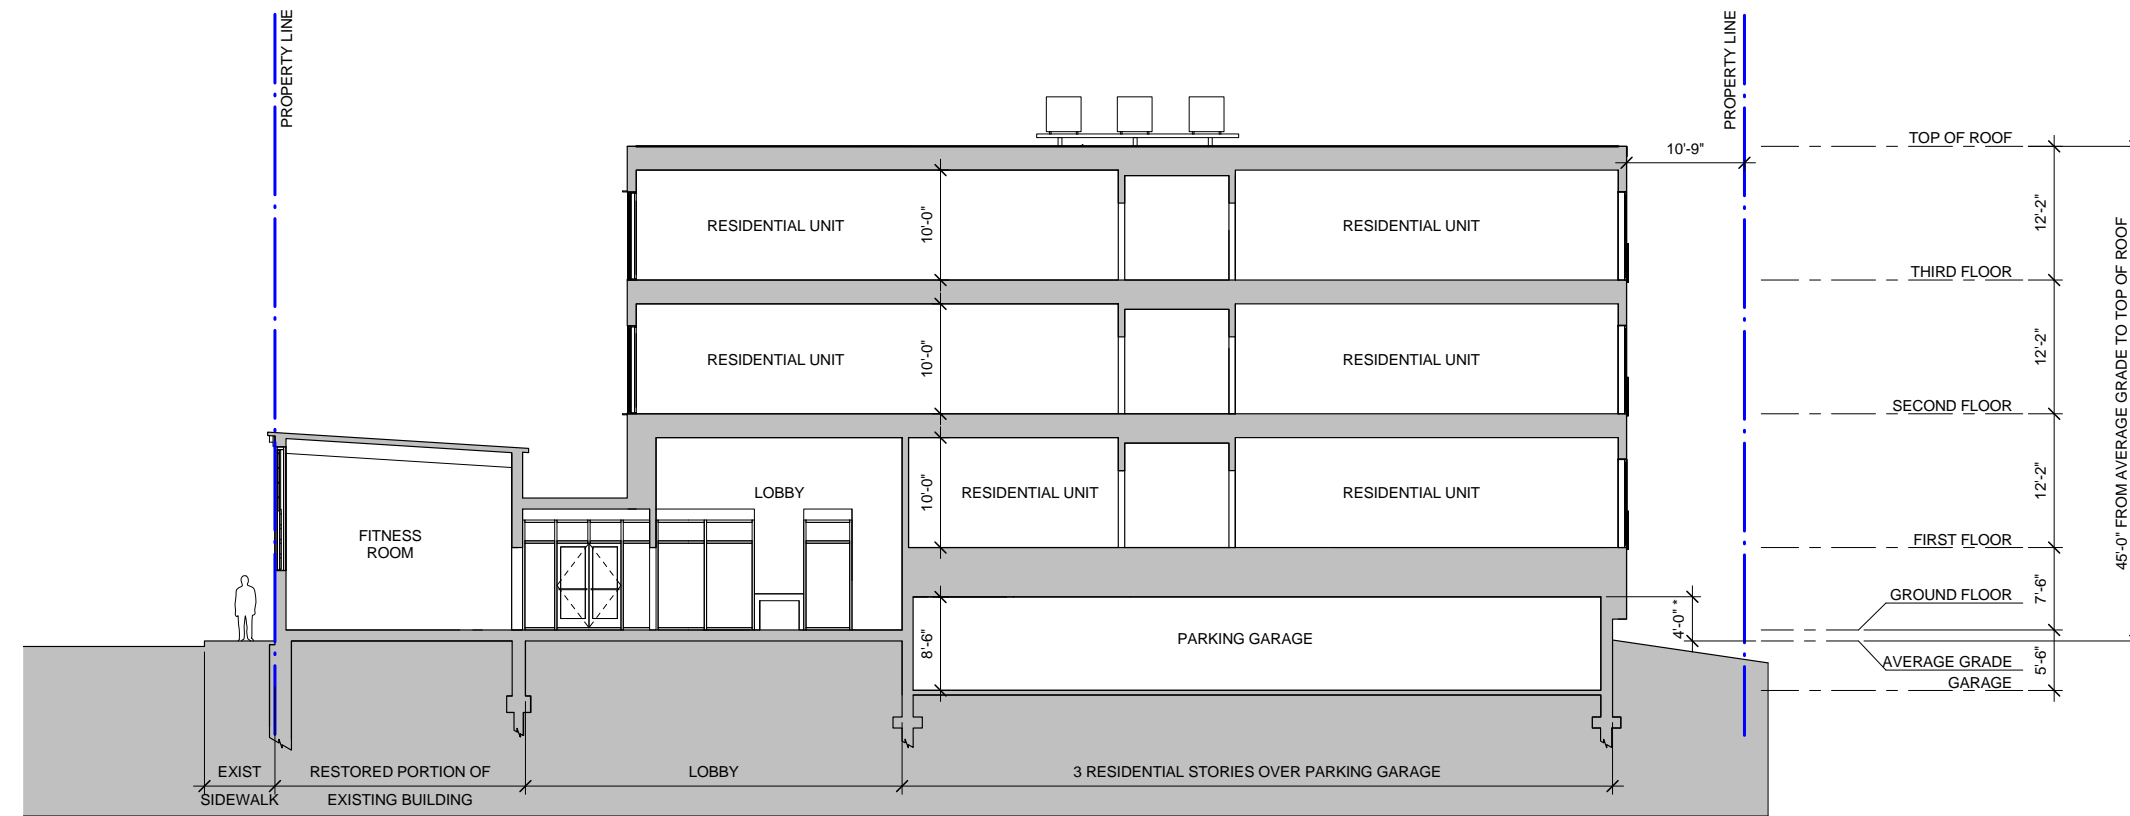 PROPERTY LINE
PROPERTY LINE
TOP OF ROOF
10'-9"
RESIDENTIAL UNIT
10'-0"
RESIDENTIAL UNIT
12'-2"
THIRD FLOOR
45'-0" FROM AVERAGE GRADE TO TOP OF ROOF
RESIDENTIAL UNIT
10'-0"
RESIDENTIAL UNIT
12'-2"
SECOND FLOOR
LOBBY
10'-0"
RESIDENTIAL UNIT
RESIDENTIAL UNIT
12'-2"
FITNESS
ROOM
FIRST FLOOR
GROUND FLOOR
7'-6"
4'-0" *
8'-6"
PARKING GARAGE
AVERAGE GRADE
5'-6"
GARAGE
EXIST
SIDEWALK
RESTORED PORTION OF
EXISTING BUILDING
LOBBY
3 RESIDENTIAL STORIES OVER PARKING GARAGE